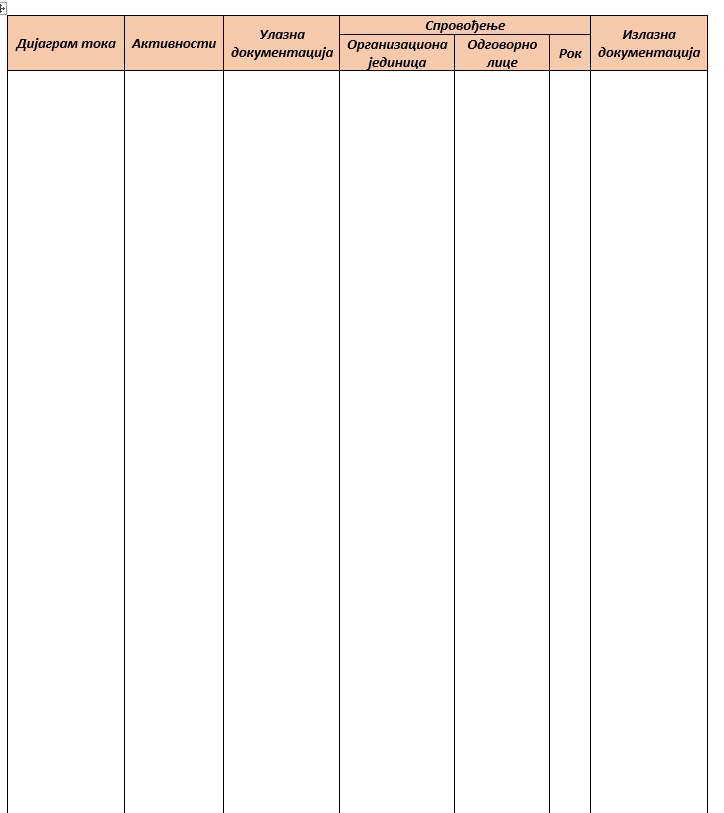 Дијаграм тока
Активности
Улазна
документација
Спровођење
Организациона
јединица
Одговорно
лице
Рок
Излазна
документација